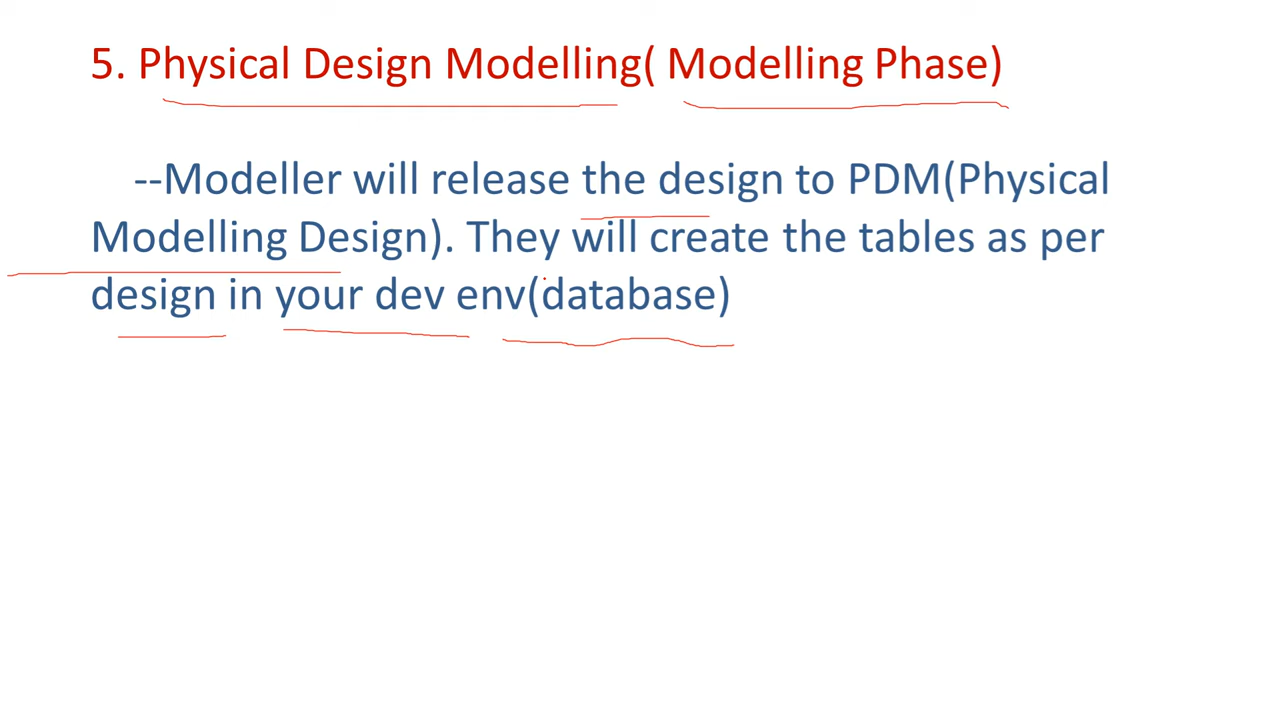 5. Physical Design Modelling( Modelling Phase)
--Modeller will release the design to PDM(Physical
Modelling Design). They will create the tables as per
design in your dev env(database)